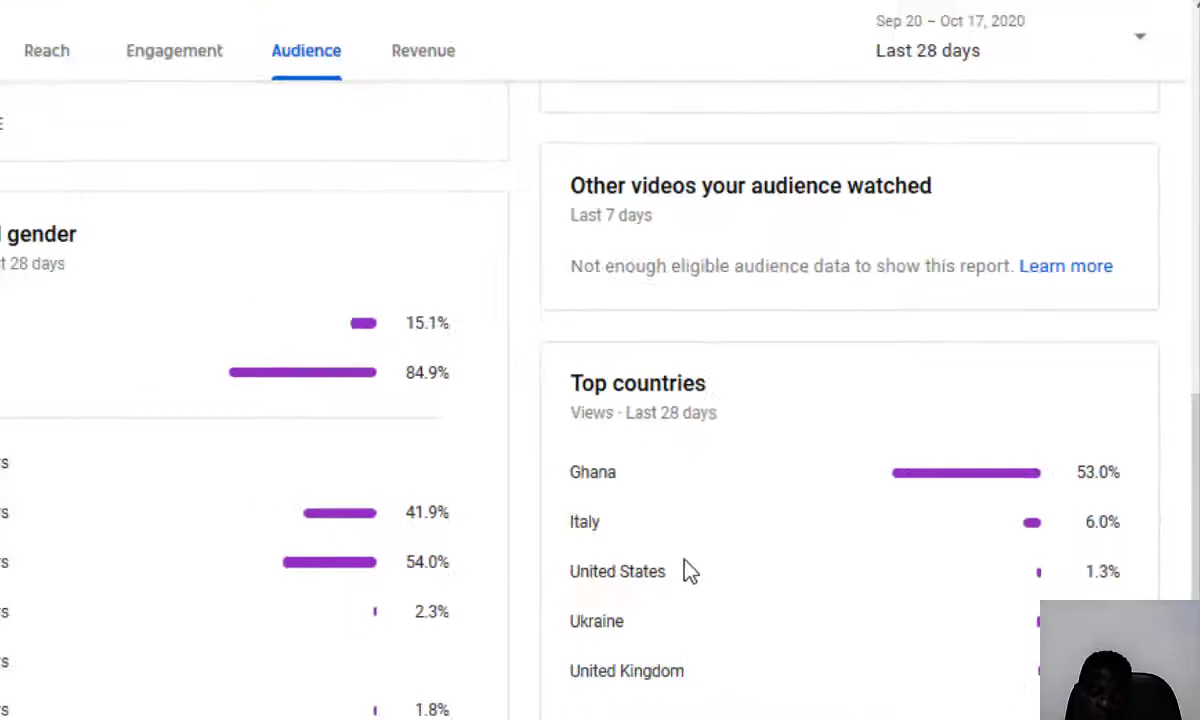 Reach Engagement Audience Revenue
Sep 20 – Oct 17, 2020
Last 28 days
Other videos your audience watched
Last 7 days
Not enough eligible audience data to show this report. Learn more
gender
28 days
15.1%
84.9%
41.9%
54.0%
2.3%
1.8%
Top countries
Views · Last 28 days
Ghana 53.0%
Italy 6.0%
United States 1.3%
Ukraine
United Kingdom